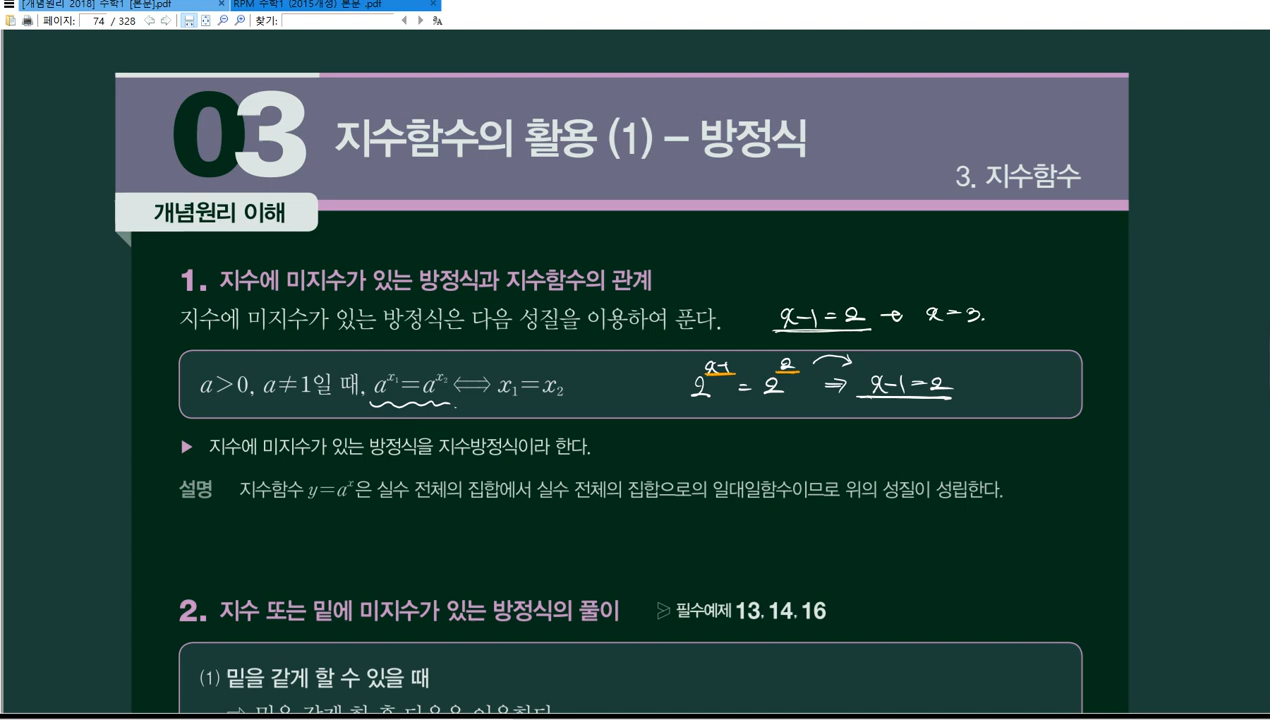 [개념원리 2018] 수학1 [본문].pdf × RPM 수학1 (2015개정) 본문 .pdf ×
페이지: 74 / 328 찾기:
03 지수함수의 활용 (1) – 방정식
3. 지수함수
개념원리 이해
1. 지수에 미지수가 있는 방정식과 지수함수의 관계
지수에 미지수가 있는 방정식은 다음 성질을 이용하여 푼다. x-1=2 → x=3.
a>0, a≠1일 때, a^{x₁}=a^{x₂} ⟺ x₁=x₂ 2^{x-1} = 2^{2} ⇒ x-1=2
▶ 지수에 미지수가 있는 방정식을 지수방정식이라 한다.
설명 지수함수 y=a^x은 실수 전체의 집합에서 실수 전체의 집합으로의 일대일함수이므로 위의 성질이 성립한다.
2. 지수 또는 밑에 미지수가 있는 방정식의 풀이 ▷ 필수예제 13, 14, 16
(1) 밑을 같게 할 수 있을 때